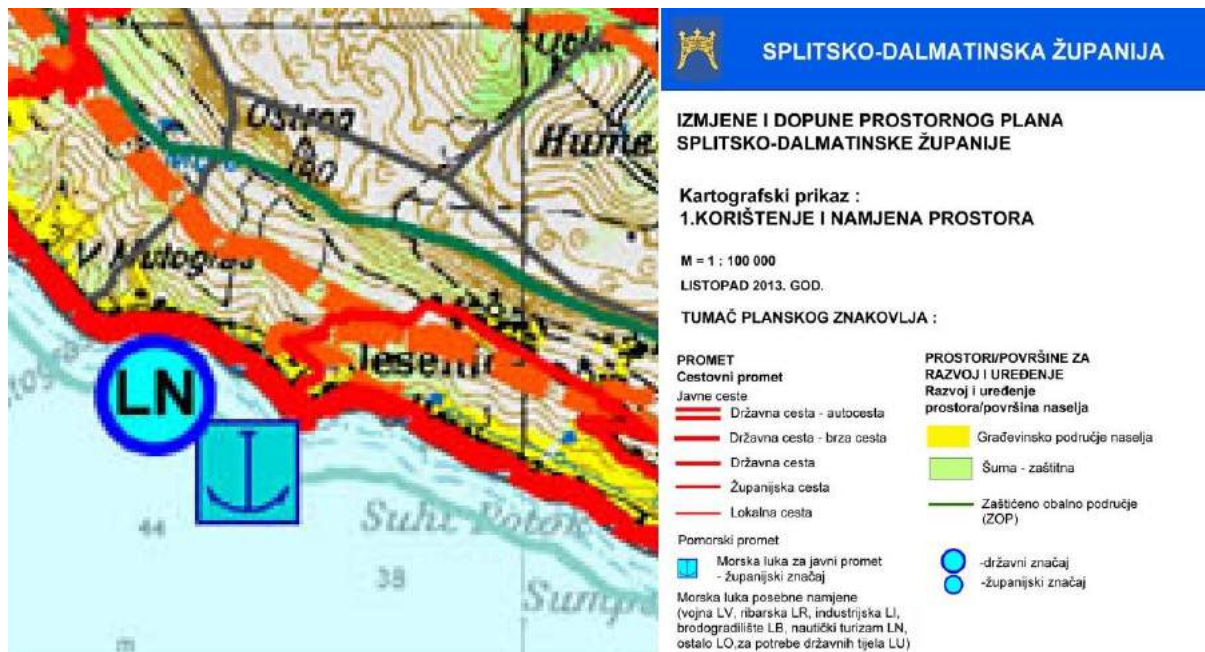 Ostrog
180
V Mutogras
LN
Suhi Potok
44
38
SPLITSKO-DALMATINSKA ŽUPANIJA
IZMJENE I DOPUNE PROSTORNOG PLANA
SPLITSKO-DALMATINSKE ŽUPANIJE
Kartografski prikaz :
1.KORIŠTENJE I NAMJENA PROSTORA
M = 1 : 100 000
LISTOPAD 2013. GOD.
TUMAČ PLANSKOG ZNAKOVLJA :
PROMET
Cestovni promet
Javne ceste
Državna cesta - autocesta
Državna cesta - brza cesta
Državna cesta
Županijska cesta
Lokalna cesta
Pomorski promet
Morska luka za javni promet
- županijski značaj
Morska luka posebne namjene
(vojna LV, ribarska LR, industrijska LI,
brodogradilište LB, nautički turizam LN,
ostalo LO,za potrebe državnih tijela LU)
PROSTORI/POVRŠINE ZA
RAZVOJ I UREĐENJE
Razvoj i uređenje
prostora/površina naselja
Građevinsko područje naselja
Šuma - zaštitna
Zaštićeno obalno područje
(ZOP)
-državni značaj
-županijski značaj